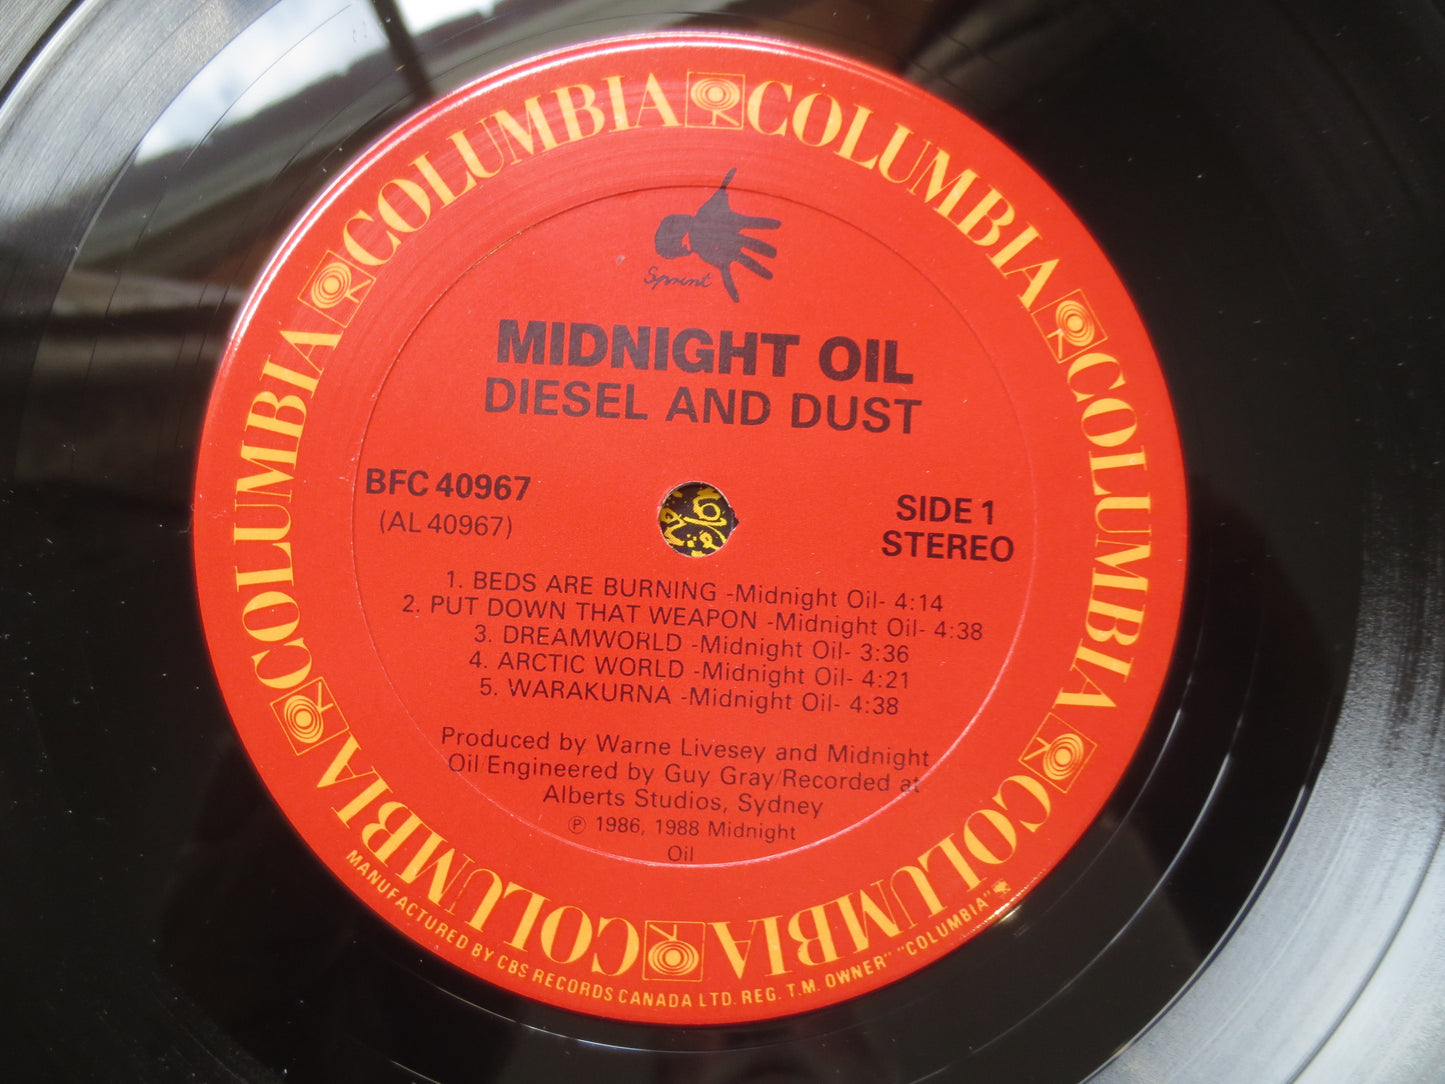 COLUMBIA COLUMBIA COLUMBIA COLUMBIA COLUMBIA COLUMBIA COLUMBIA
Sprint
MIDNIGHT OIL
DIESEL AND DUST
BFC 40967
(AL 40967)
SIDE 1
STEREO
1. BEDS ARE BURNING -Midnight Oil- 4:14
2. PUT DOWN THAT WEAPON -Midnight Oil- 4:38
3. DREAMWORLD -Midnight Oil- 3:36
4. ARCTIC WORLD -Midnight Oil- 4:21
5. WARAKURNA -Midnight Oil- 4:38
Produced by Warne Livesey and Midnight
Oil/Engineered by Guy Gray/Recorded at
Alberts Studios, Sydney
℗ 1986, 1988 Midnight
Oil
MANUFACTURED BY CBS RECORDS CANADA LTD. REG. T.M. OWNER" "COLUMBIA"